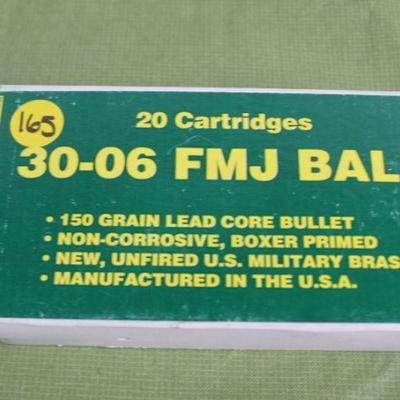 165
20 Cartridges
30-06 FMJ BAL
• 150 GRAIN LEAD CORE BULLET
• NON-CORROSIVE, BOXER PRIMED
• NEW, UNFIRED U.S. MILITARY BRAS
• MANUFACTURED IN THE U.S.A.